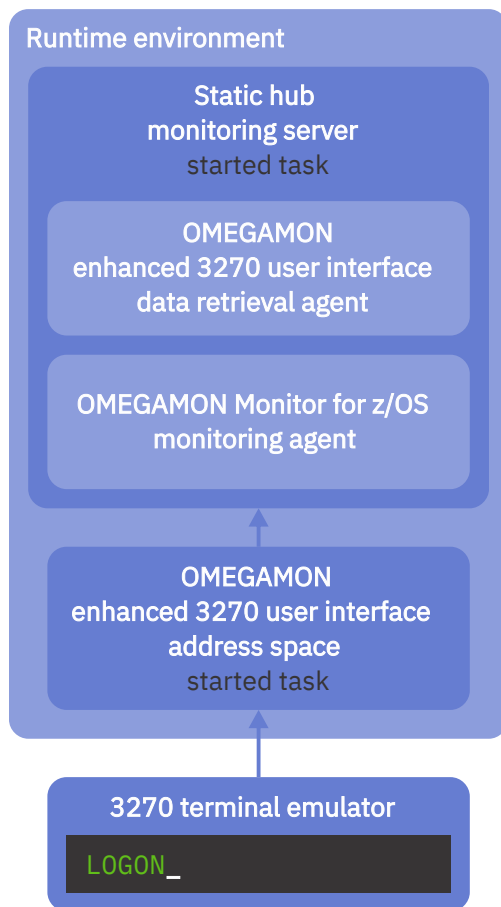 Runtime environment
Static hub
monitoring server
started task
OMEGAMON
enhanced 3270 user interface
data retrieval agent
OMEGAMON Monitor for z/OS
monitoring agent
OMEGAMON
enhanced 3270 user interface
address space
started task
3270 terminal emulator
LOGON_